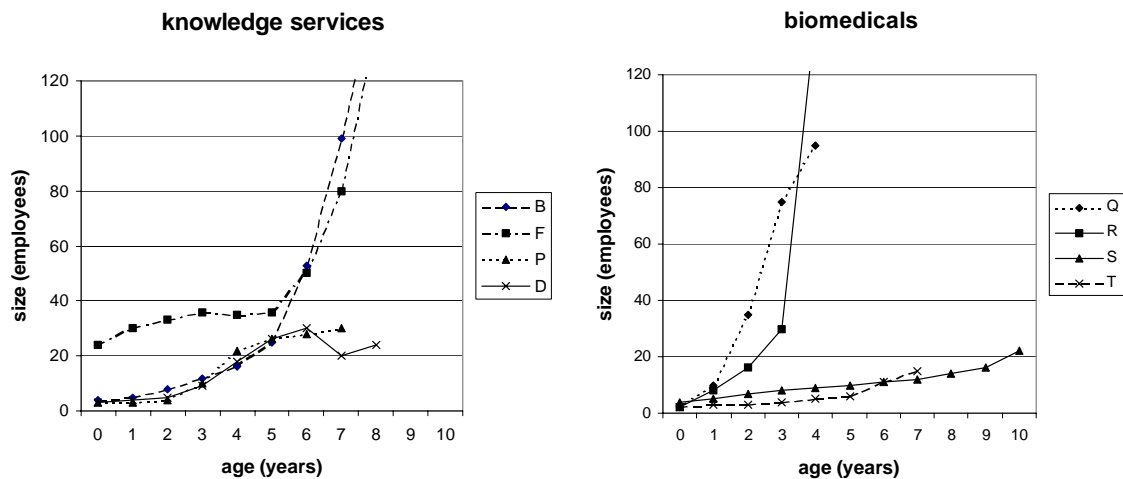 knowledge services
120
100
80
60
40
20
0
size (employees)
0 1 2 3 4 5 6 7 8 9 10
age (years)
B
F
P
D
biomedicals
120
100
80
60
40
20
0
size (employees)
0 1 2 3 4 5 6 7 8 9 10
age (years)
Q
R
S
T